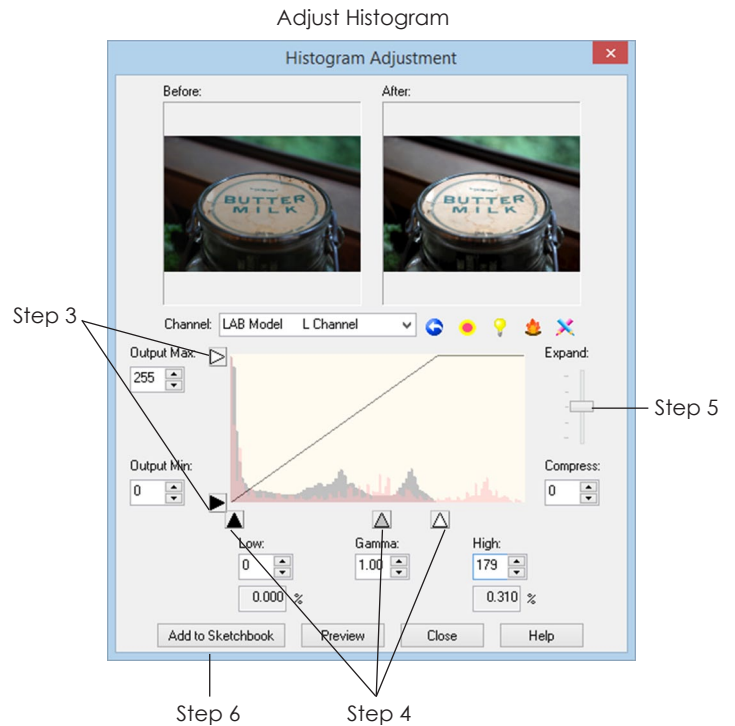 Adjust Histogram
Histogram Adjustment
Before:
After:
BUTTER
MILK
BUTTER
MILK
Step 3
Channel:
LAB Model L Channel
Output Max:
255
Expand:
Step 5
Output Min:
0
Compress:
0
Low:
Gamma:
High:
0
1.00
179
0.000 %
0.310 %
Add to Sketchbook
Preview
Close
Help
Step 6
Step 4